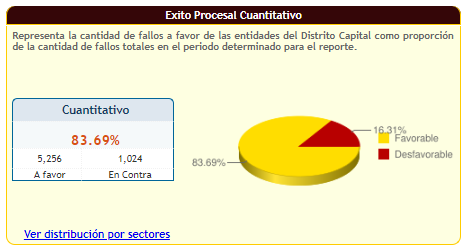 Exito Procesal Cuantitativo
Representa la cantidad de fallos a favor de las entidades del Distrito Capital como proporción
de la cantidad de fallos totales en el periodo determinado para el reporte.
Cuantitativo
83.69%
5,256 1,024
A favor En Contra
16.31%
Favorable
Desfavorable
83.69%
Ver distribución por sectores